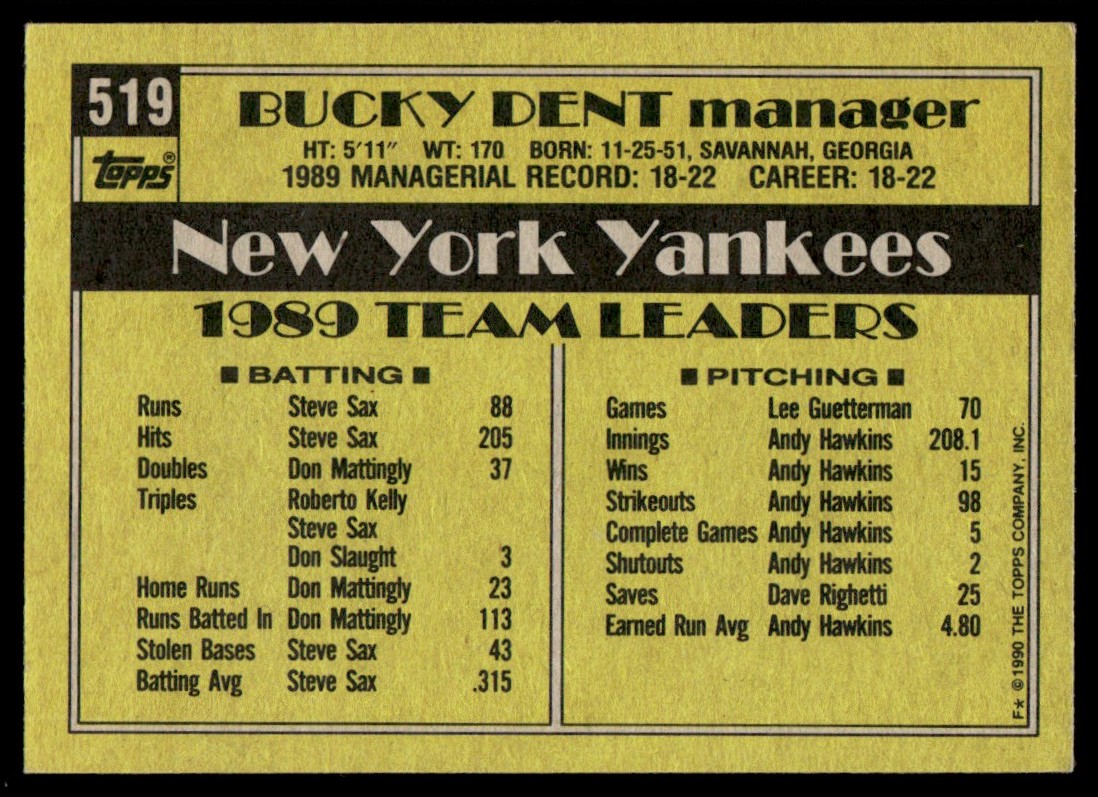 519
topps®
BUCKY DENT manager
HT: 5'11" WT: 170 BORN: 11-25-51, SAVANNAH, GEORGIA
1989 MANAGERIAL RECORD: 18-22 CAREER: 18-22
New York Yankees
1989 TEAM LEADERS
■ BATTING ■
Runs Steve Sax 88
Hits Steve Sax 205
Doubles Don Mattingly 37
Triples Roberto Kelly
Steve Sax
Don Slaught 3
Home Runs Don Mattingly 23
Runs Batted In Don Mattingly 113
Stolen Bases Steve Sax 43
Batting Avg Steve Sax .315
■ PITCHING ■
Games Lee Guetterman 70
Innings Andy Hawkins 208.1
Wins Andy Hawkins 15
Strikeouts Andy Hawkins 98
Complete Games Andy Hawkins 5
Shutouts Andy Hawkins 2
Saves Dave Righetti 25
Earned Run Avg Andy Hawkins 4.80
F★ ©1990 THE TOPPS COMPANY, INC.